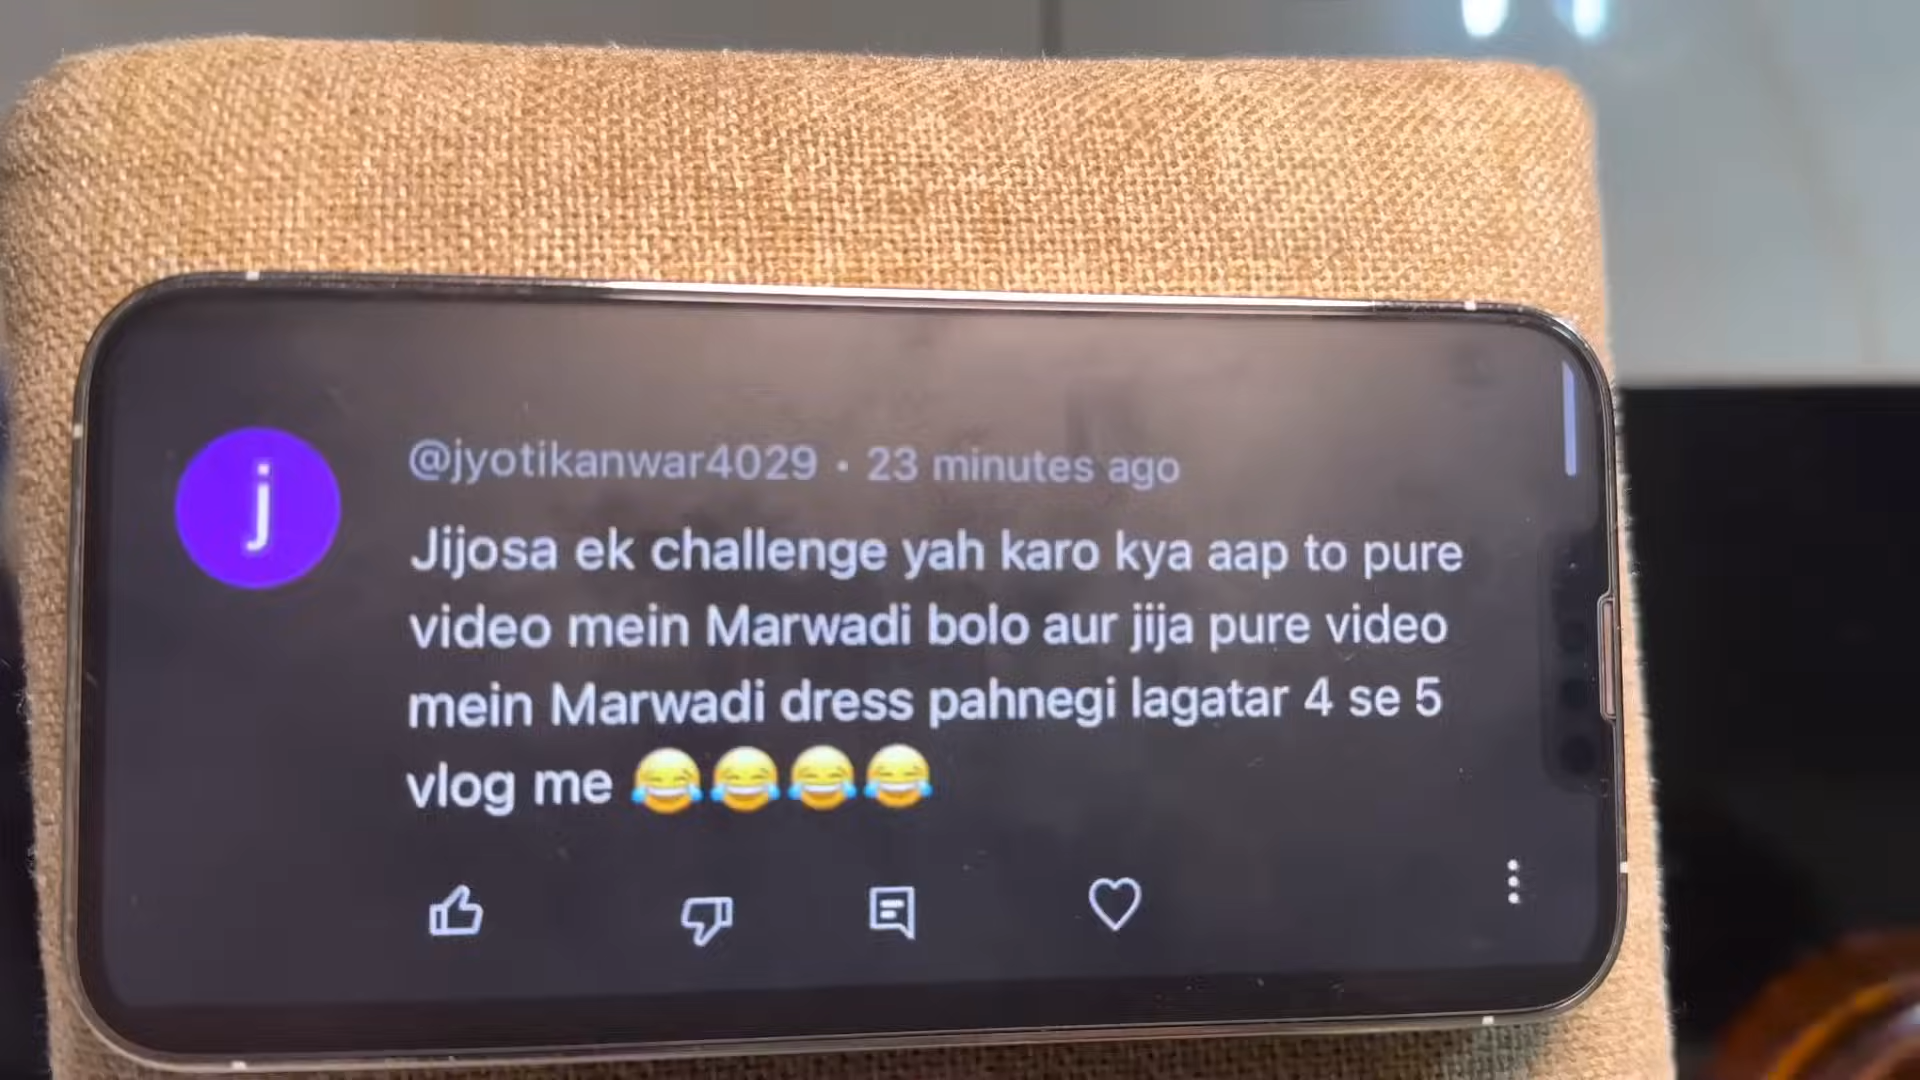 j
@jyotikanwar4029 · 23 minutes ago
Jijosa ek challenge yah karo kya aap to pure
video mein Marwadi bolo aur jija pure video
mein Marwadi dress pahnegi lagatar 4 se 5
vlog me 😂😂😂😂